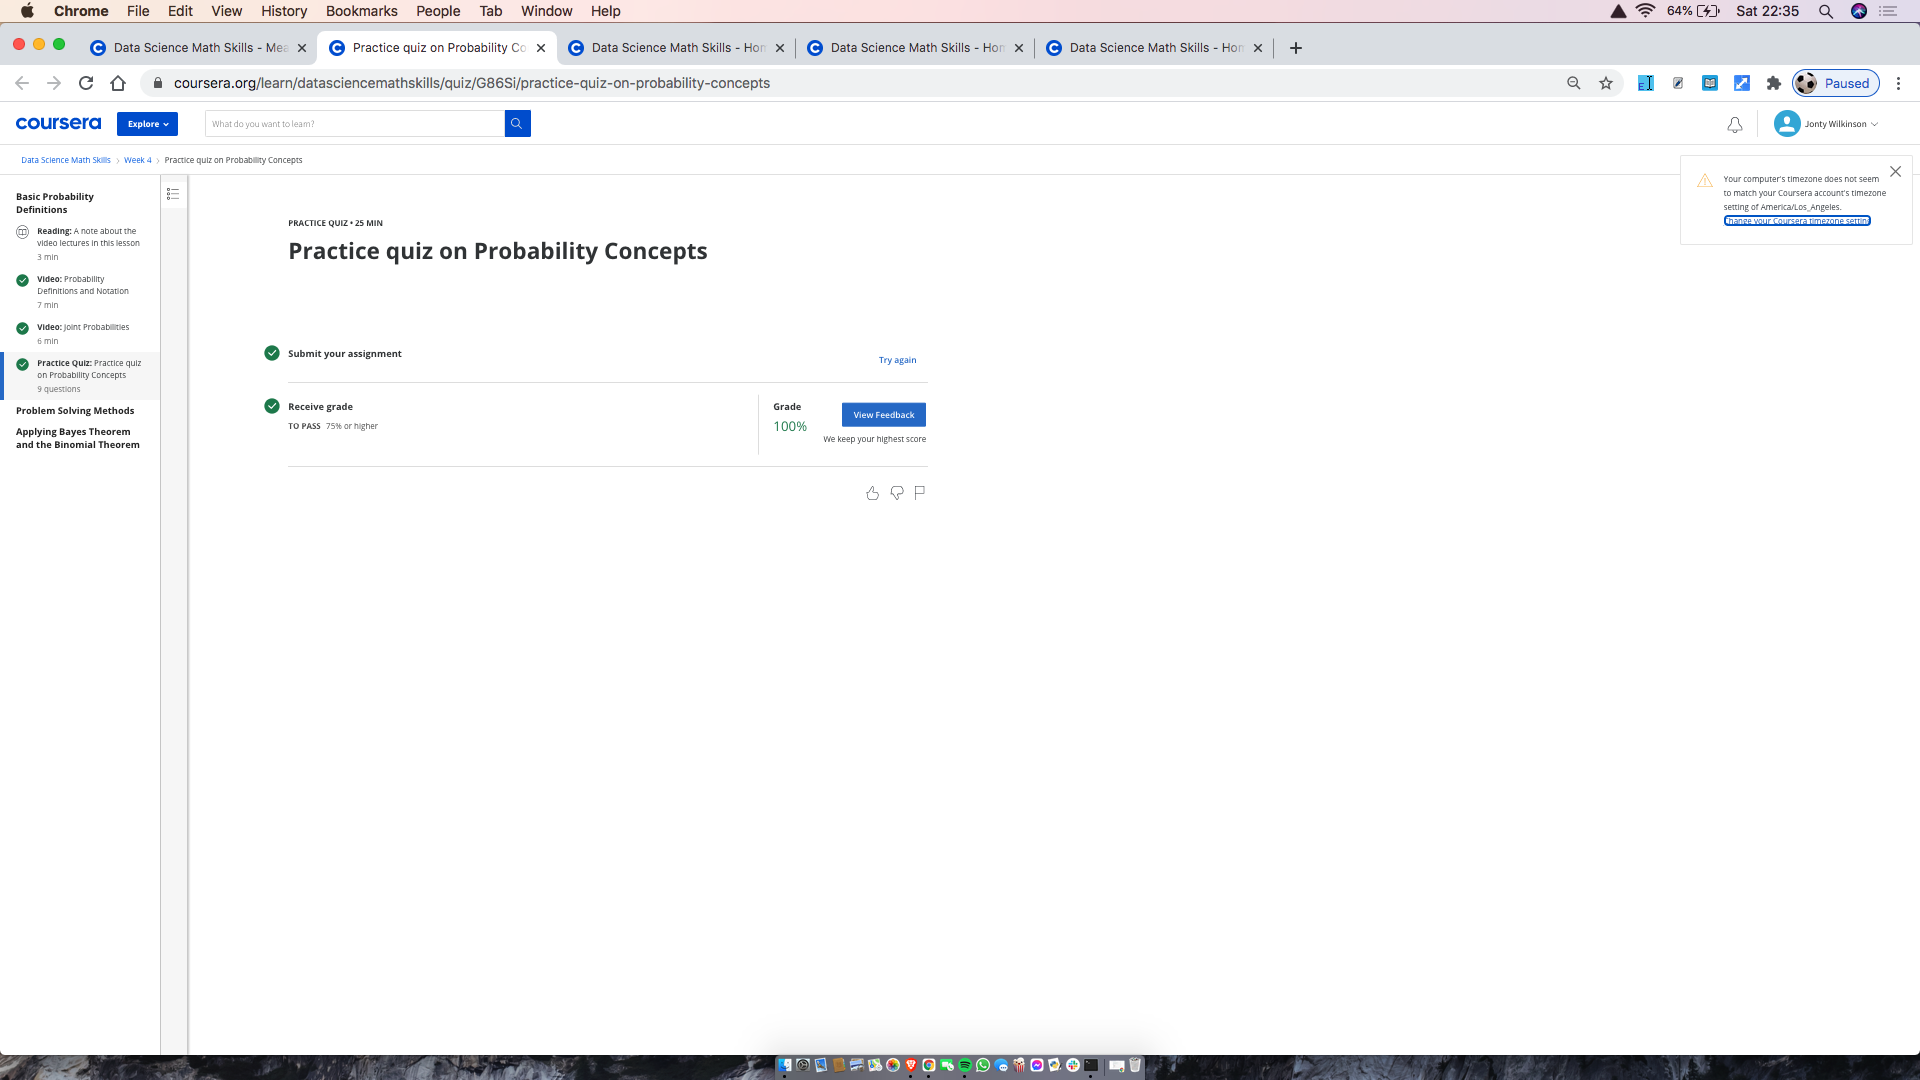 Chrome File Edit View History Bookmarks People Tab Window Help 64% Sat 22:35
Data Science Math Skills - Mea Practice quiz on Probability Co Data Science Math Skills - Hom Data Science Math Skills - Hom Data Science Math Skills - Hom
coursera.org/learn/datasciencemathskills/quiz/G86Si/practice-quiz-on-probability-concepts Paused
coursera Explore What do you want to learn? Jonty Wilkinson
Data Science Math Skills › Week 4 › Practice quiz on Probability Concepts
Your computer's timezone does not seem
to match your Coursera account's timezone
setting of America/Los_Angeles.
Change your Coursera timezone setting
Basic Probability
Definitions
Reading: A note about the
video lectures in this lesson
3 min
Video: Probability
Definitions and Notation
7 min
Video: Joint Probabilities
6 min
Practice Quiz: Practice quiz
on Probability Concepts
9 questions
Problem Solving Methods
Applying Bayes Theorem
and the Binomial Theorem
PRACTICE QUIZ • 25 MIN
Practice quiz on Probability Concepts
Submit your assignment
Try again
Receive grade
TO PASS 75% or higher
Grade
100%
View Feedback
We keep your highest score